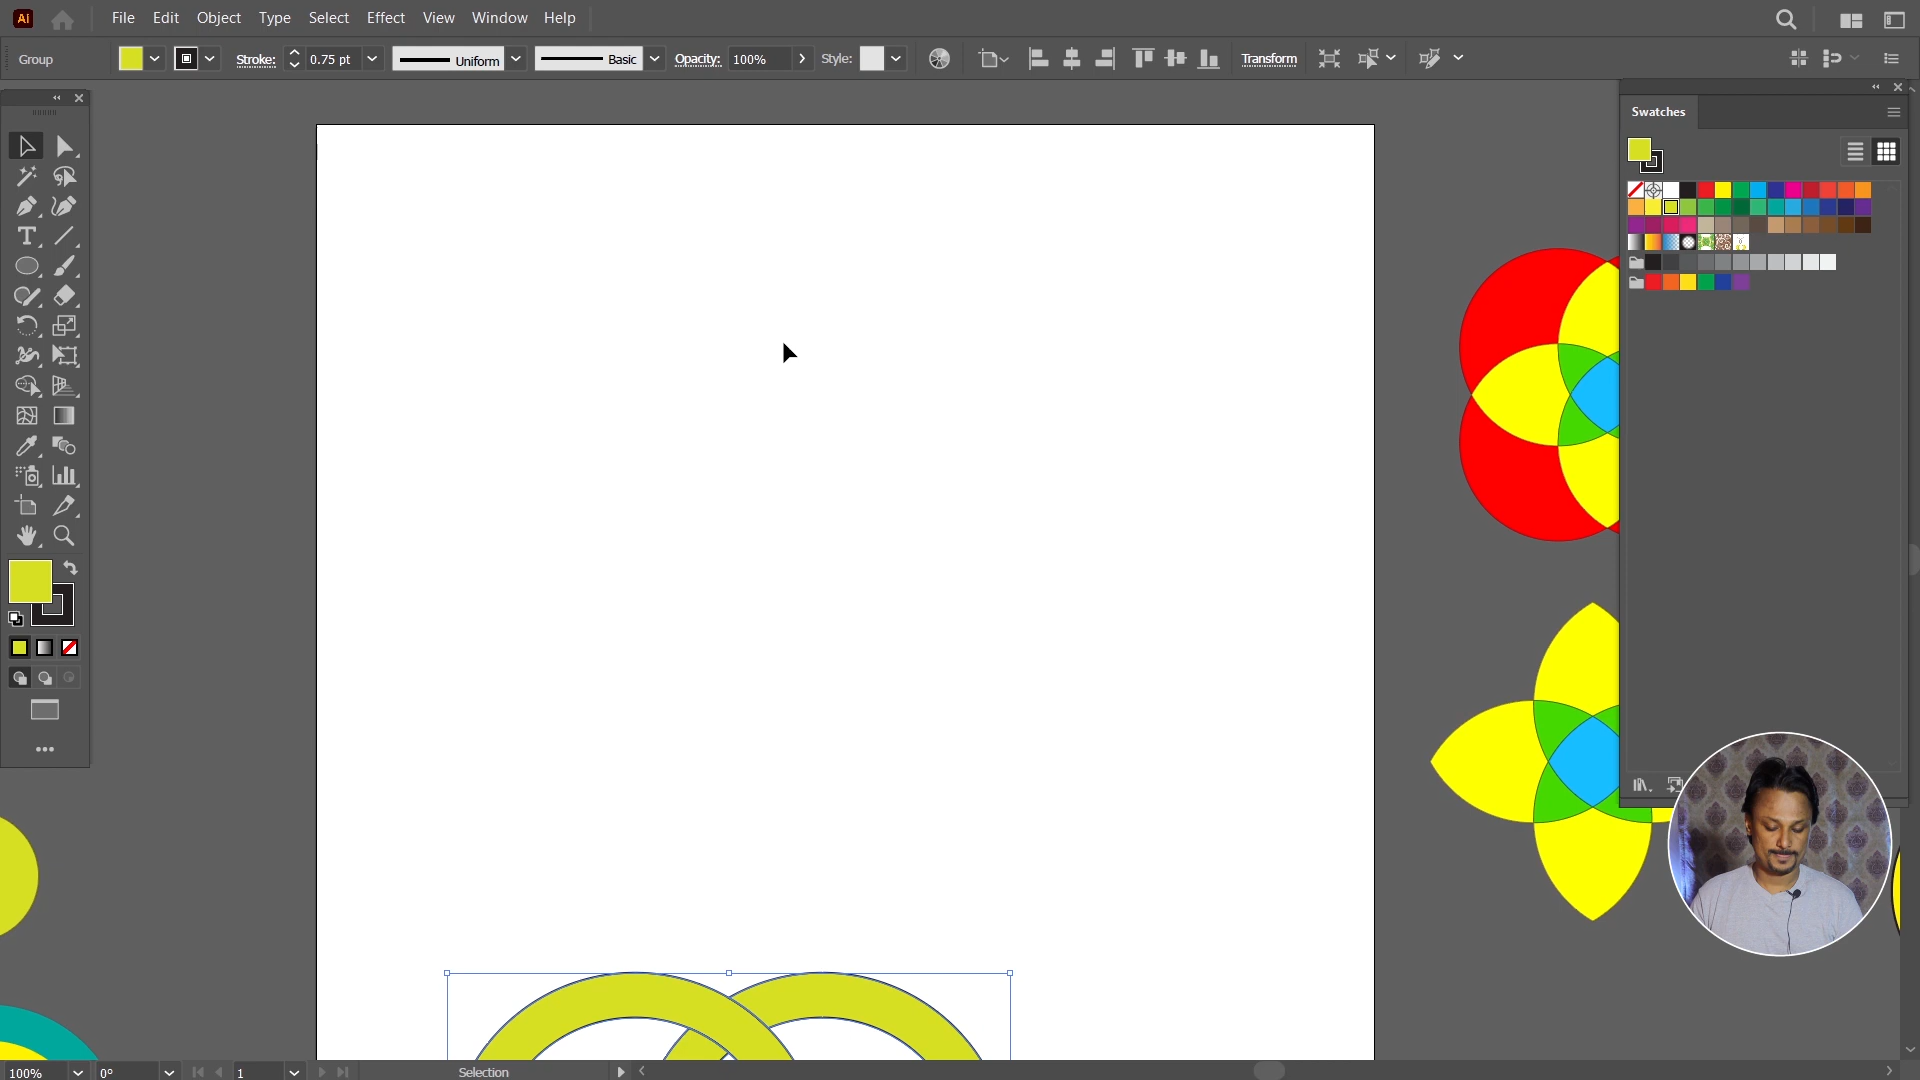 Ai File Edit Object Type Select Effect View Window Help
Group Stroke: 0.75 pt Uniform Basic Opacity: 100% Style: Transform
Swatches
100% 0° 1 Selection